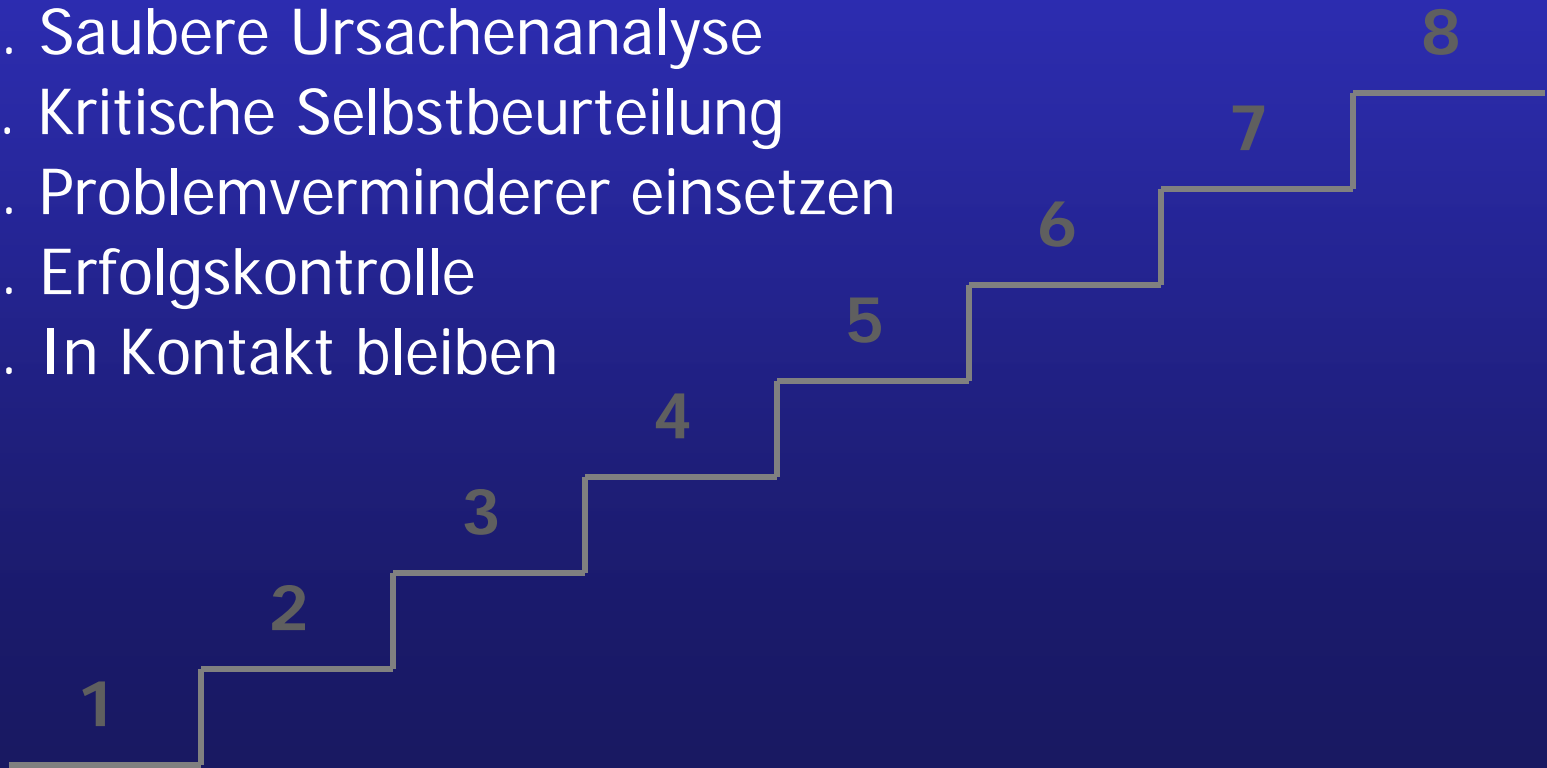 . Saubere Ursachenanalyse
. Kritische Selbstbeurteilung
. Problemverminderer einsetzen
. Erfolgskontrolle
. In Kontakt bleiben
8
7
6
5
4
3
2
1